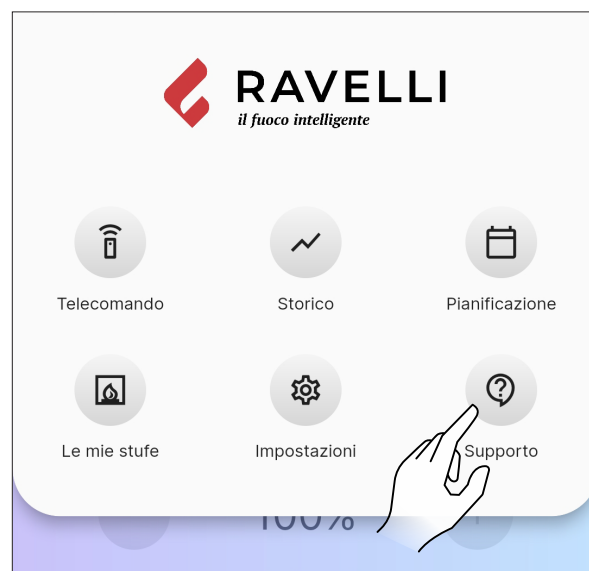 RAVELLI
il fuoco intelligente
Telecomando
Storico
Pianificazione
Le mie stufe
Impostazioni
Supporto
100%